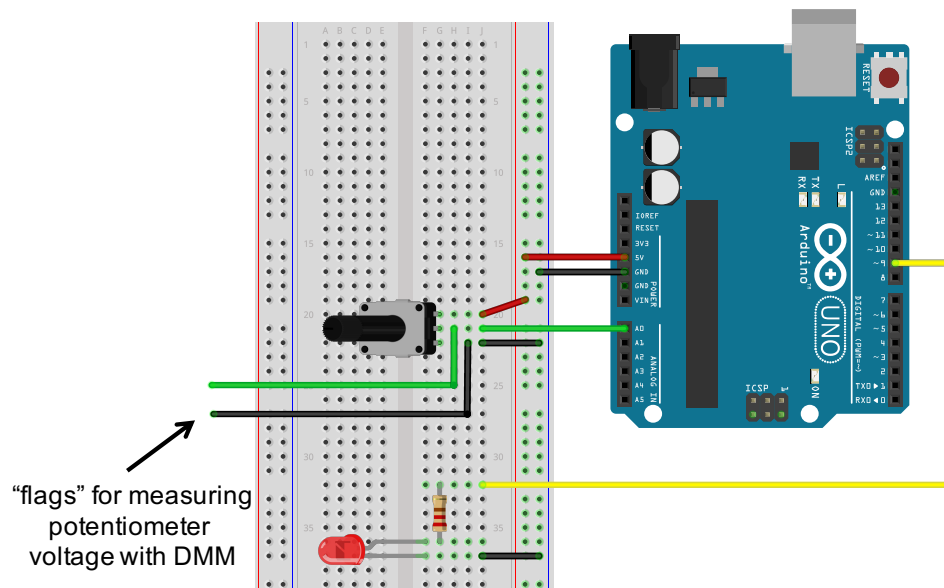 A B C D E
F G H I J
1
1
5
5
10
10
15
15
20
20
25
25
30
30
35
35
"flags" for measuring
potentiometer
voltage with DMM
RESET
ICSP2
AREF
GND
13
12
~11
~10
~9
8
7
~6
~5
4
~3
2
TX0▶1
RX0◀0
IOREF
RESET
3V3
5V
GND
GND
VIN
POWER
A0
A1
A2
A3
A4
A5
ANALOG IN
RX
TX
L
Arduino™
UNO
DIGITAL (PWM=~)
ON
ICSP
1